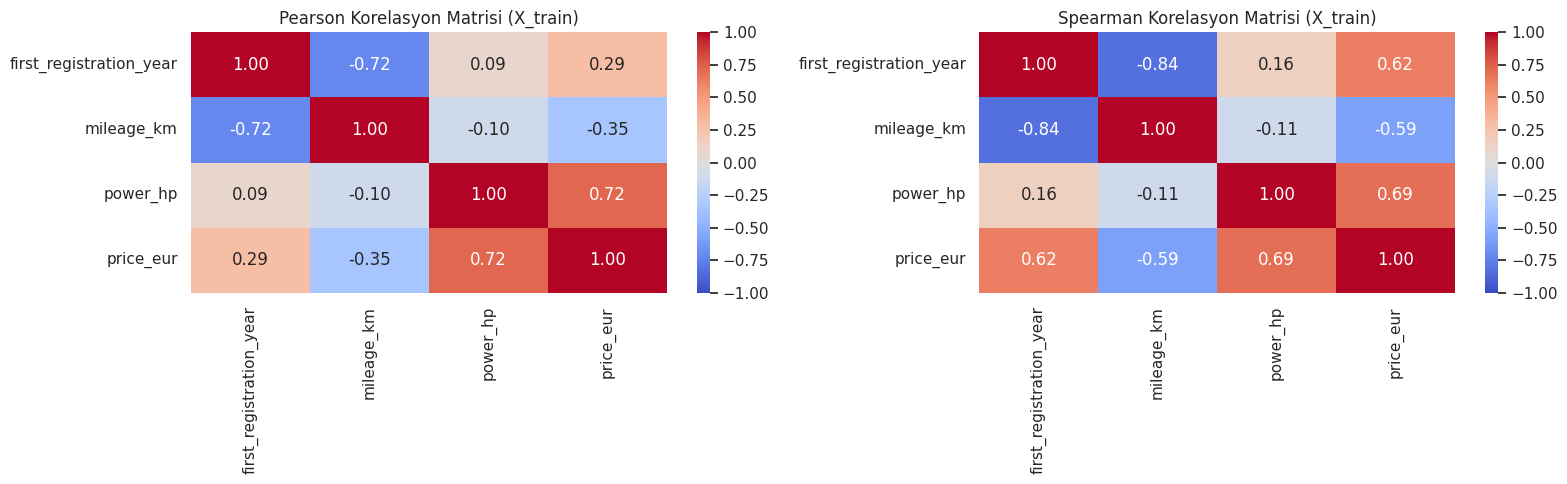 Pearson Korelasyon Matrisi (X_train)
first_registration_year 1.00 -0.72 0.09 0.29
mileage_km -0.72 1.00 -0.10 -0.35
power_hp 0.09 -0.10 1.00 0.72
price_eur 0.29 -0.35 0.72 1.00
first_registration_year
mileage_km
power_hp
price_eur
1.00
0.75
0.50
0.25
0.00
−0.25
−0.50
−0.75
−1.00
Spearman Korelasyon Matrisi (X_train)
first_registration_year 1.00 -0.84 0.16 0.62
mileage_km -0.84 1.00 -0.11 -0.59
power_hp 0.16 -0.11 1.00 0.69
price_eur 0.62 -0.59 0.69 1.00
first_registration_year
mileage_km
power_hp
price_eur
1.00
0.75
0.50
0.25
0.00
−0.25
−0.50
−0.75
−1.00